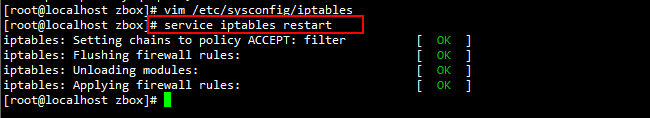 [root@localhost zbox]# vim /etc/sysconfig/iptables
[root@localhost zbox]# service iptables restart
iptables: Setting chains to policy ACCEPT: filter [ OK ]
iptables: Flushing firewall rules: [ OK ]
iptables: Unloading modules: [ OK ]
iptables: Applying firewall rules: [ OK ]
[root@localhost zbox]#